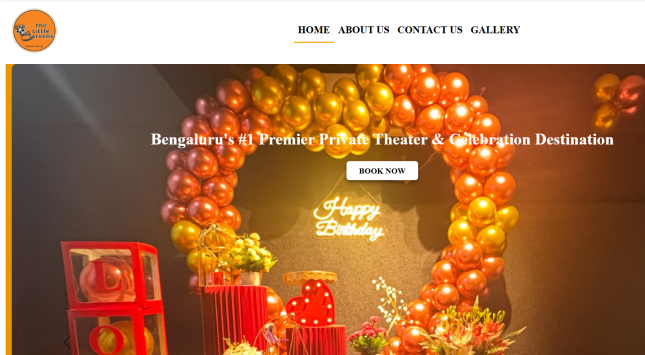 The
Little
HOME ABOUT US CONTACT US GALLERY
Bengaluru's #1 Premier Private Theater & Celebration Destination
BOOK NOW
Happy
Birthday
L
O